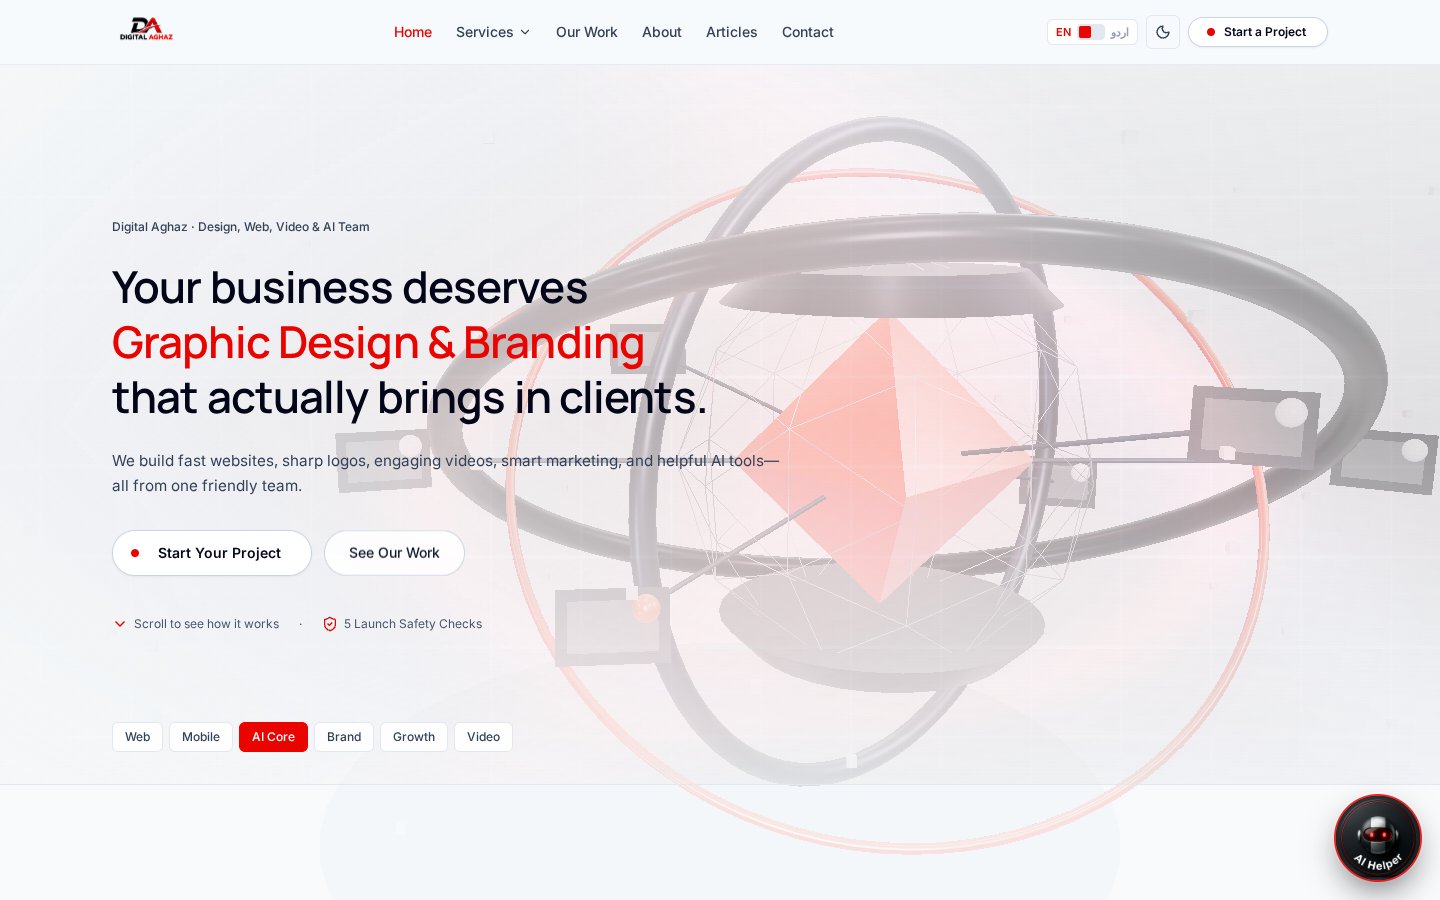 DA
DIGITAL AGHAZ
Home
Services
Our Work
About
Articles
Contact
EN
اردو
Start a Project
Digital Aghaz · Design, Web, Video & AI Team
Your business deserves
Graphic Design & Branding
that actually brings in clients.
We build fast websites, sharp logos, engaging videos, smart marketing, and helpful AI tools—
all from one friendly team.
Start Your Project
See Our Work
Scroll to see how it works
·
5 Launch Safety Checks
Web
Mobile
AI Core
Brand
Growth
Video
AI Helper